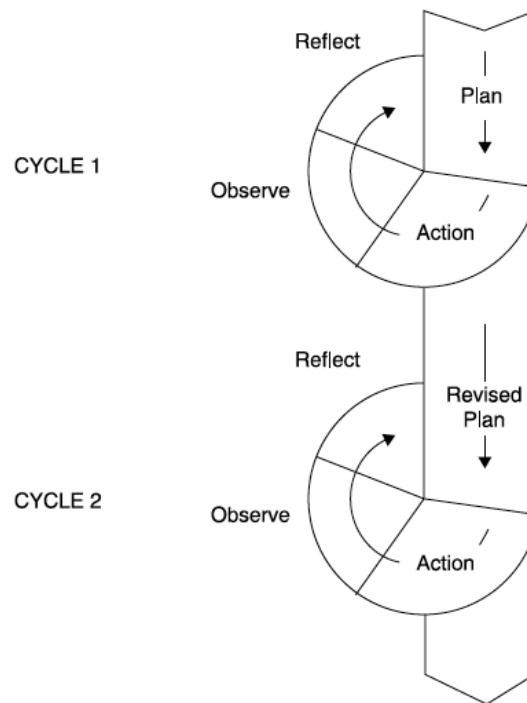 Reflect
Plan
CYCLE 1
Observe
Action
Reflect
Revised
Plan
CYCLE 2
Observe
Action